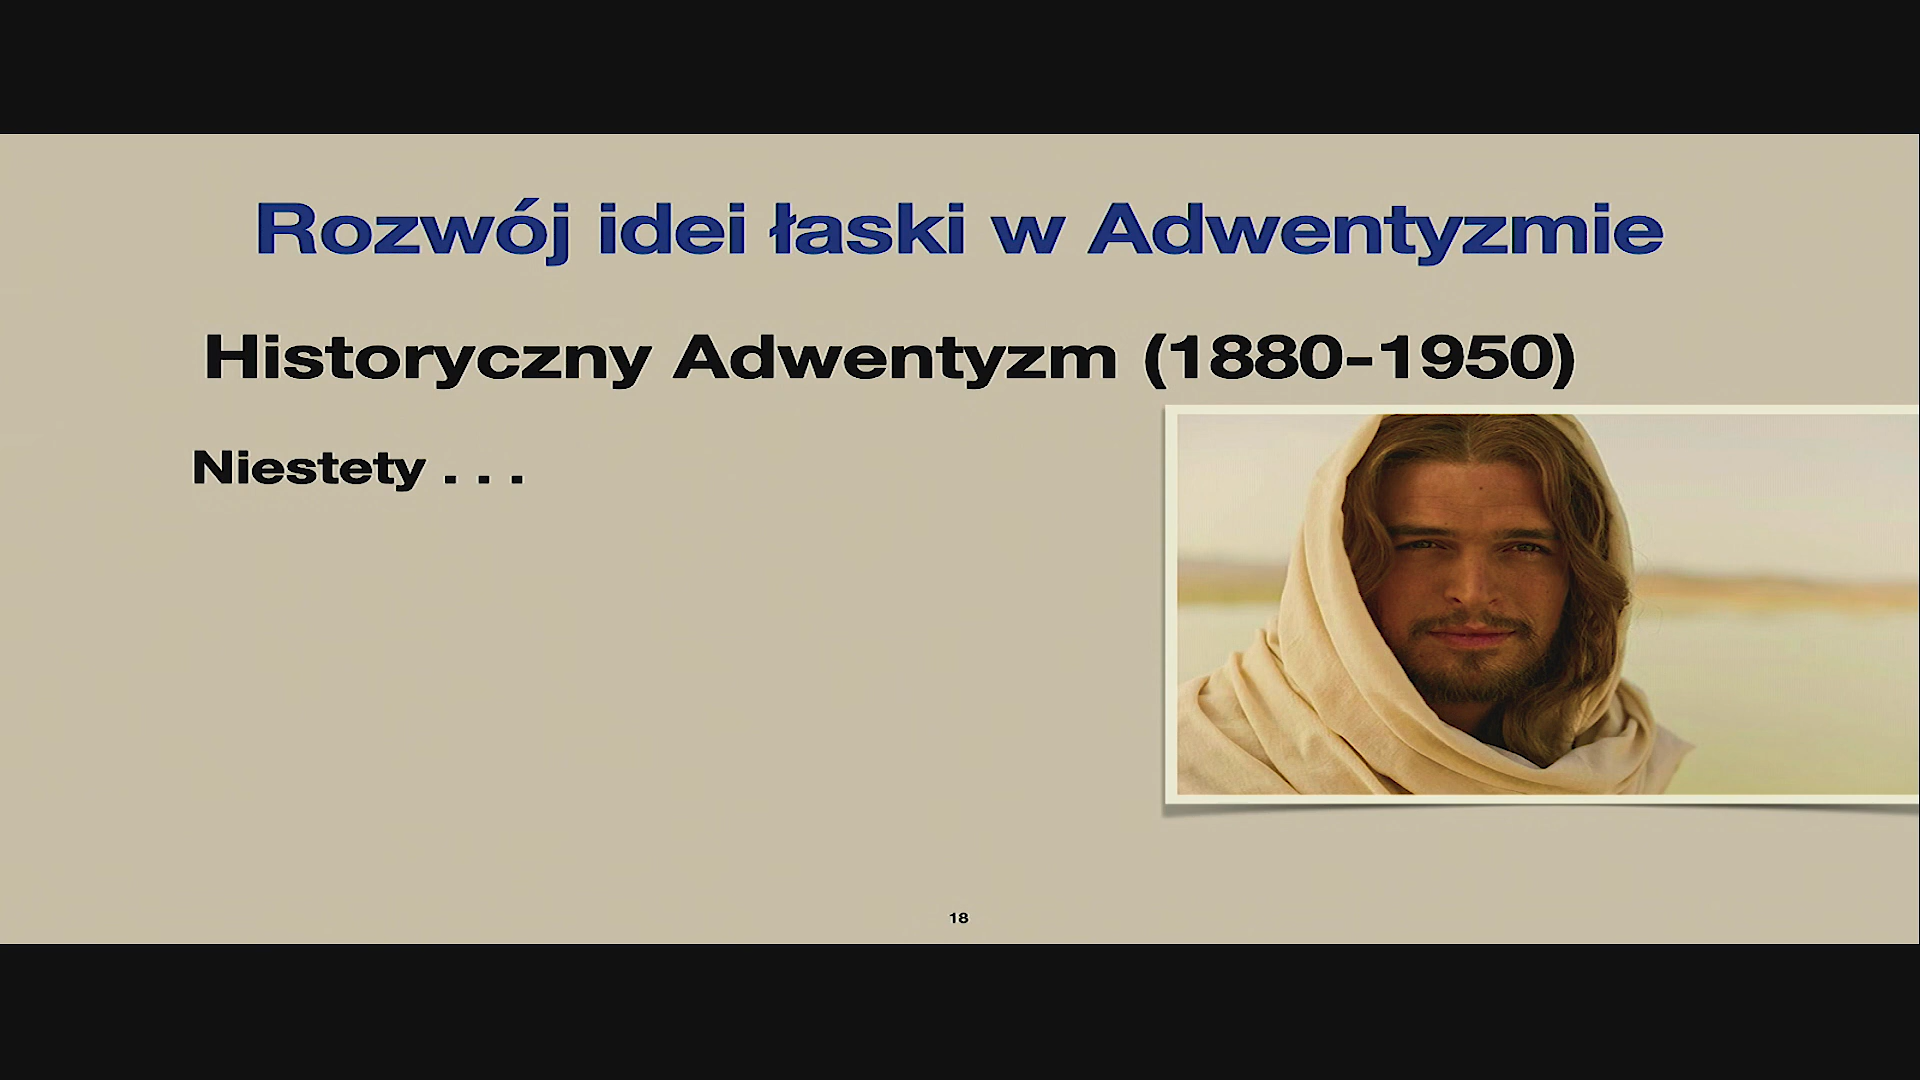 Rozwój idei łaski w Adwentyzmie
Historyczny Adwentyzm (1880-1950)
Niestety . . .
18